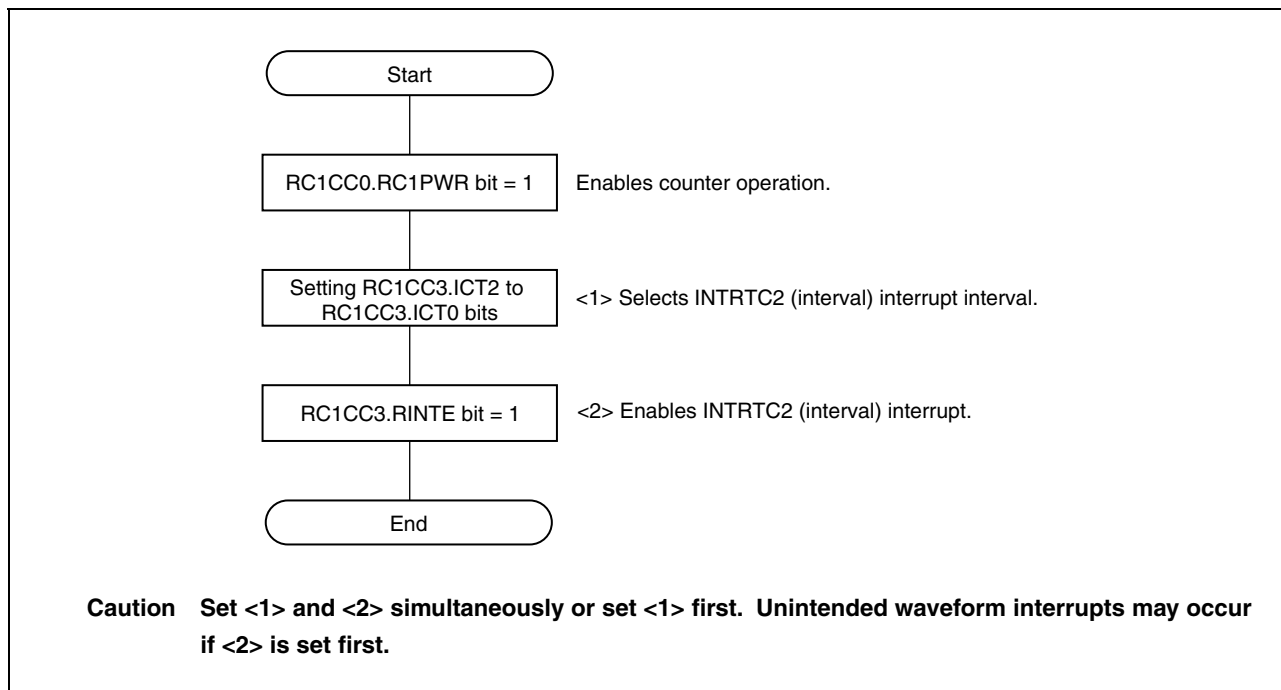 Start
RC1CC0.RC1PWR bit = 1
Enables counter operation.
Setting RC1CC3.ICT2 to
RC1CC3.ICT0 bits
<1> Selects INTRTC2 (interval) interrupt interval.
RC1CC3.RINTE bit = 1
<2> Enables INTRTC2 (interval) interrupt.
End
Caution Set <1> and <2> simultaneously or set <1> first. Unintended waveform interrupts may occur
if <2> is set first.